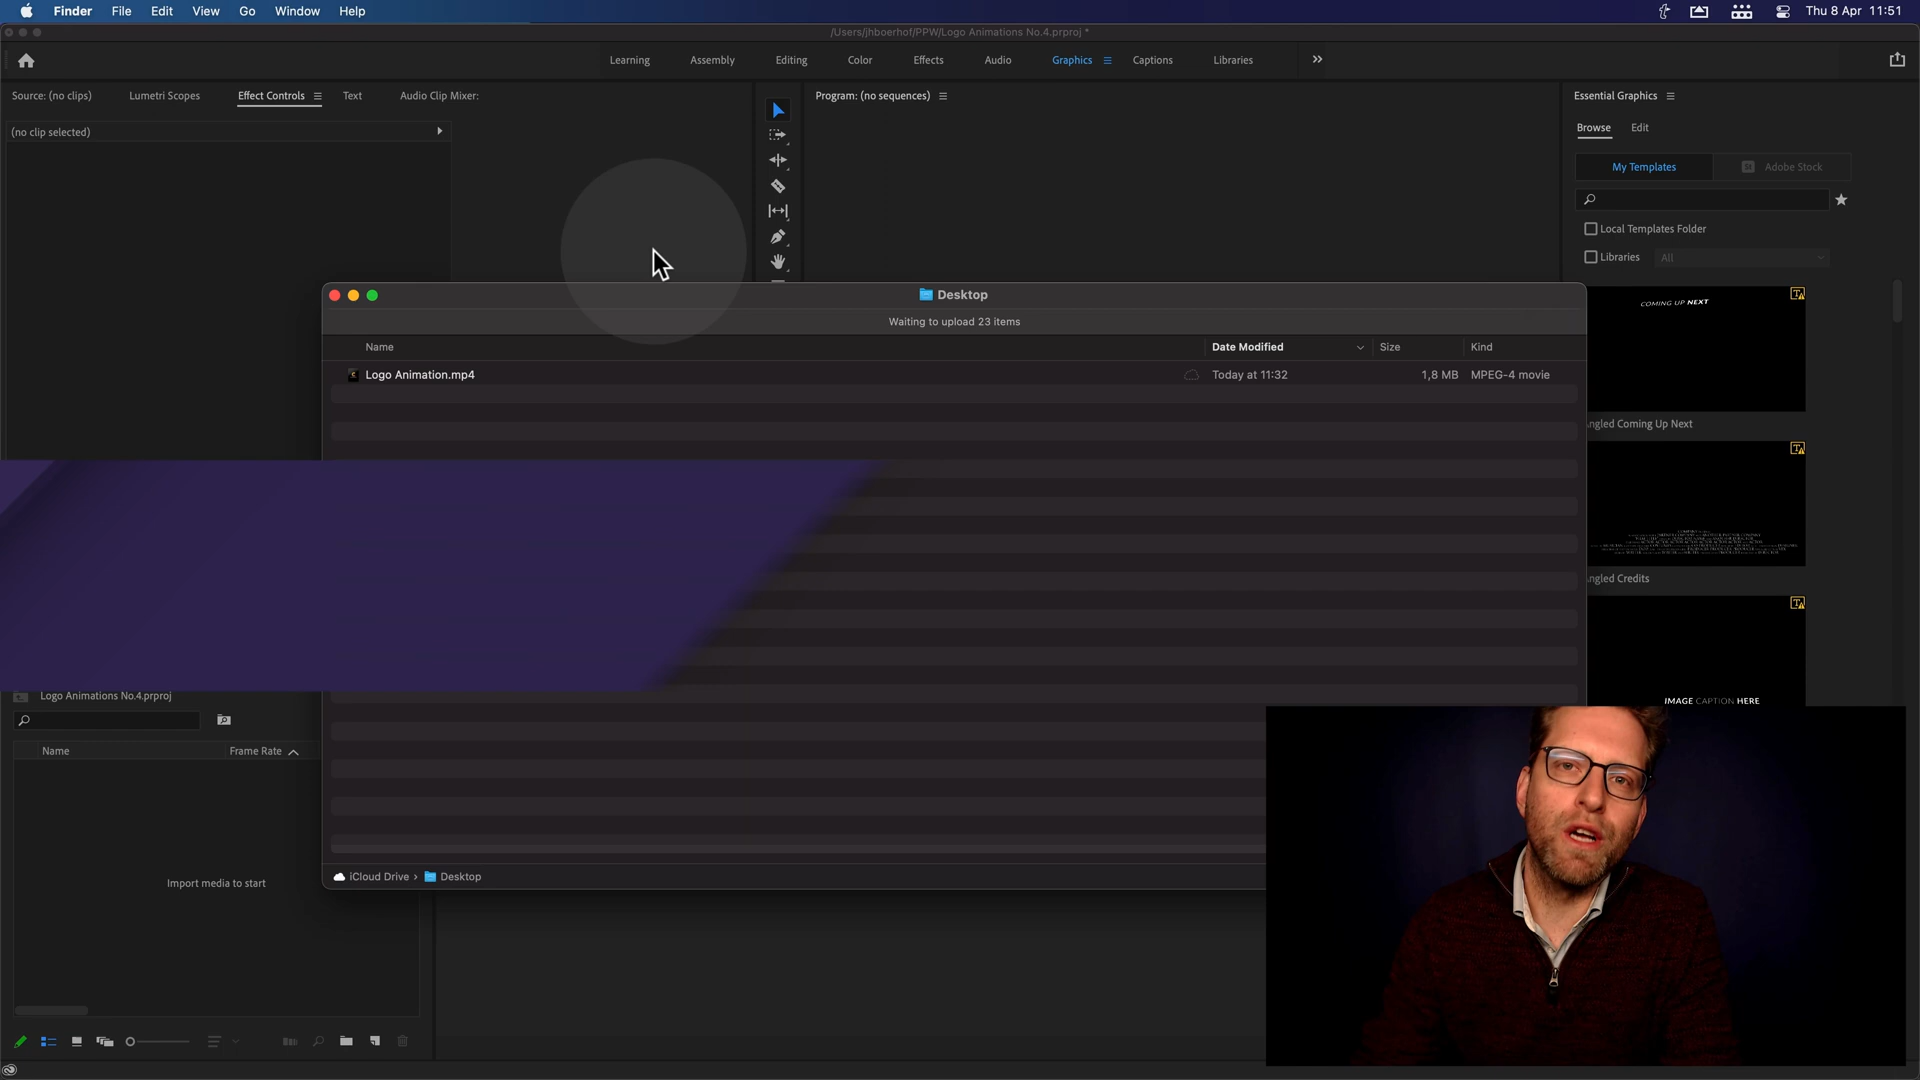 Finder File Edit View Go Window Help Thu 8 Apr 11:51
/Users/jhboerhof/PPW/Logo Animations No.4.prproj *
Learning Assembly Editing Color Effects Audio Graphics Captions Libraries
Source: (no clips) Lumetri Scopes Effect Controls Text Audio Clip Mixer: Program: (no sequences) Essential Graphics
(no clip selected)
Browse Edit
My Templates Adobe Stock
Local Templates Folder
Libraries All
Desktop
Waiting to upload 23 items
Name Date Modified Size Kind
Logo Animation.mp4 Today at 11:32 1,8 MB MPEG-4 movie
COMING UP NEXT
ngled Coming Up Next
ngled Credits
IMAGE CAPTION HERE
Logo Animations No.4.prproj
Name Frame Rate
Import media to start
iCloud Drive › Desktop